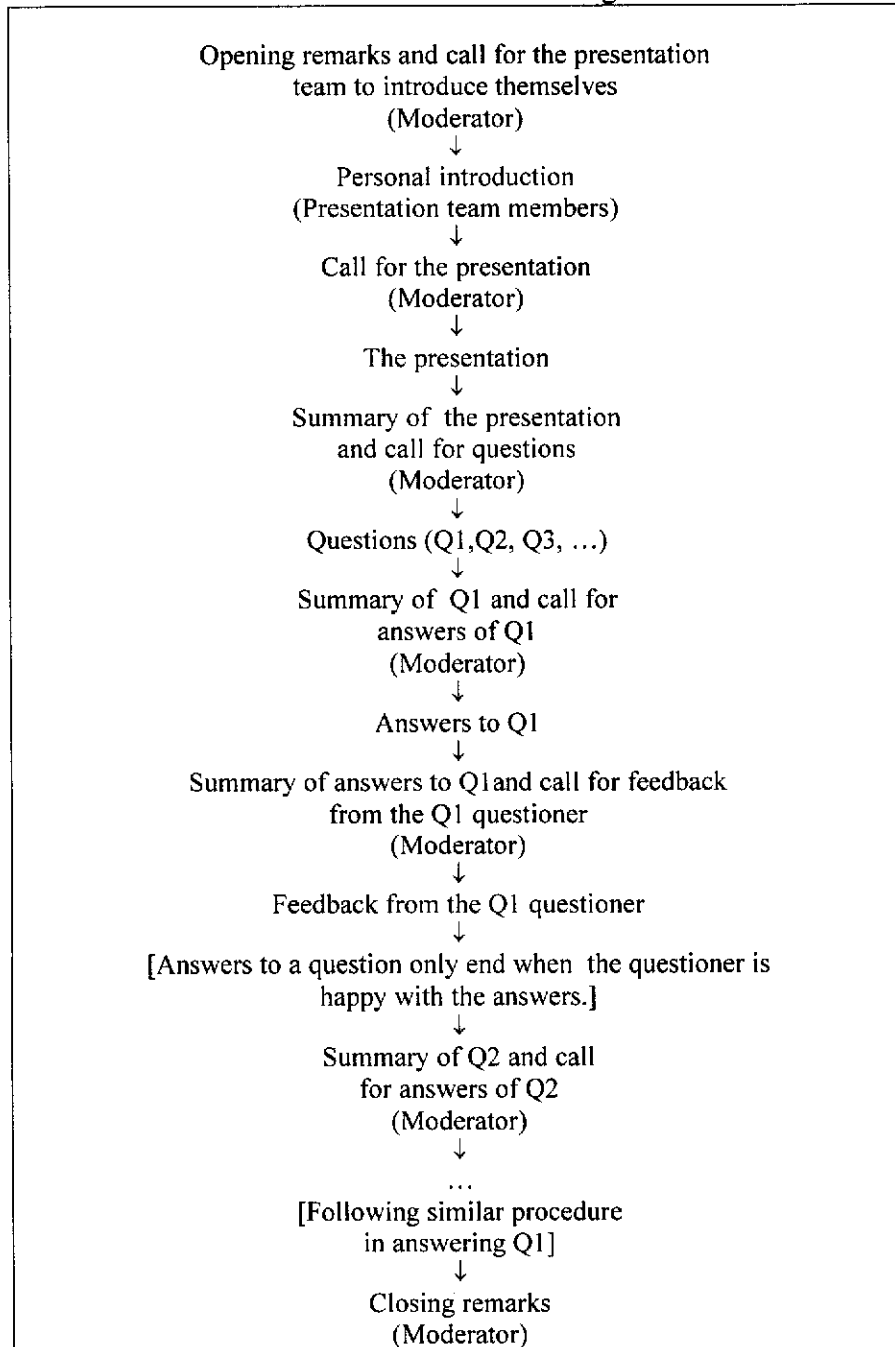 Opening remarks and call for the presentation
team to introduce themselves
(Moderator)
↓
Personal introduction
(Presentation team members)
↓
Call for the presentation
(Moderator)
↓
The presentation
↓
Summary of the presentation
and call for questions
(Moderator)
↓
Questions (Q1,Q2, Q3, ...)
↓
Summary of Q1 and call for
answers of Q1
(Moderator)
↓
Answers to Q1
↓
Summary of answers to Q1and call for feedback
from the Q1 questioner
(Moderator)
↓
Feedback from the Q1 questioner
↓
[Answers to a question only end when the questioner is
happy with the answers.]
↓
Summary of Q2 and call
for answers of Q2
(Moderator)
↓
...
[Following similar procedure
in answering Q1]
↓
Closing remarks
(Moderator)